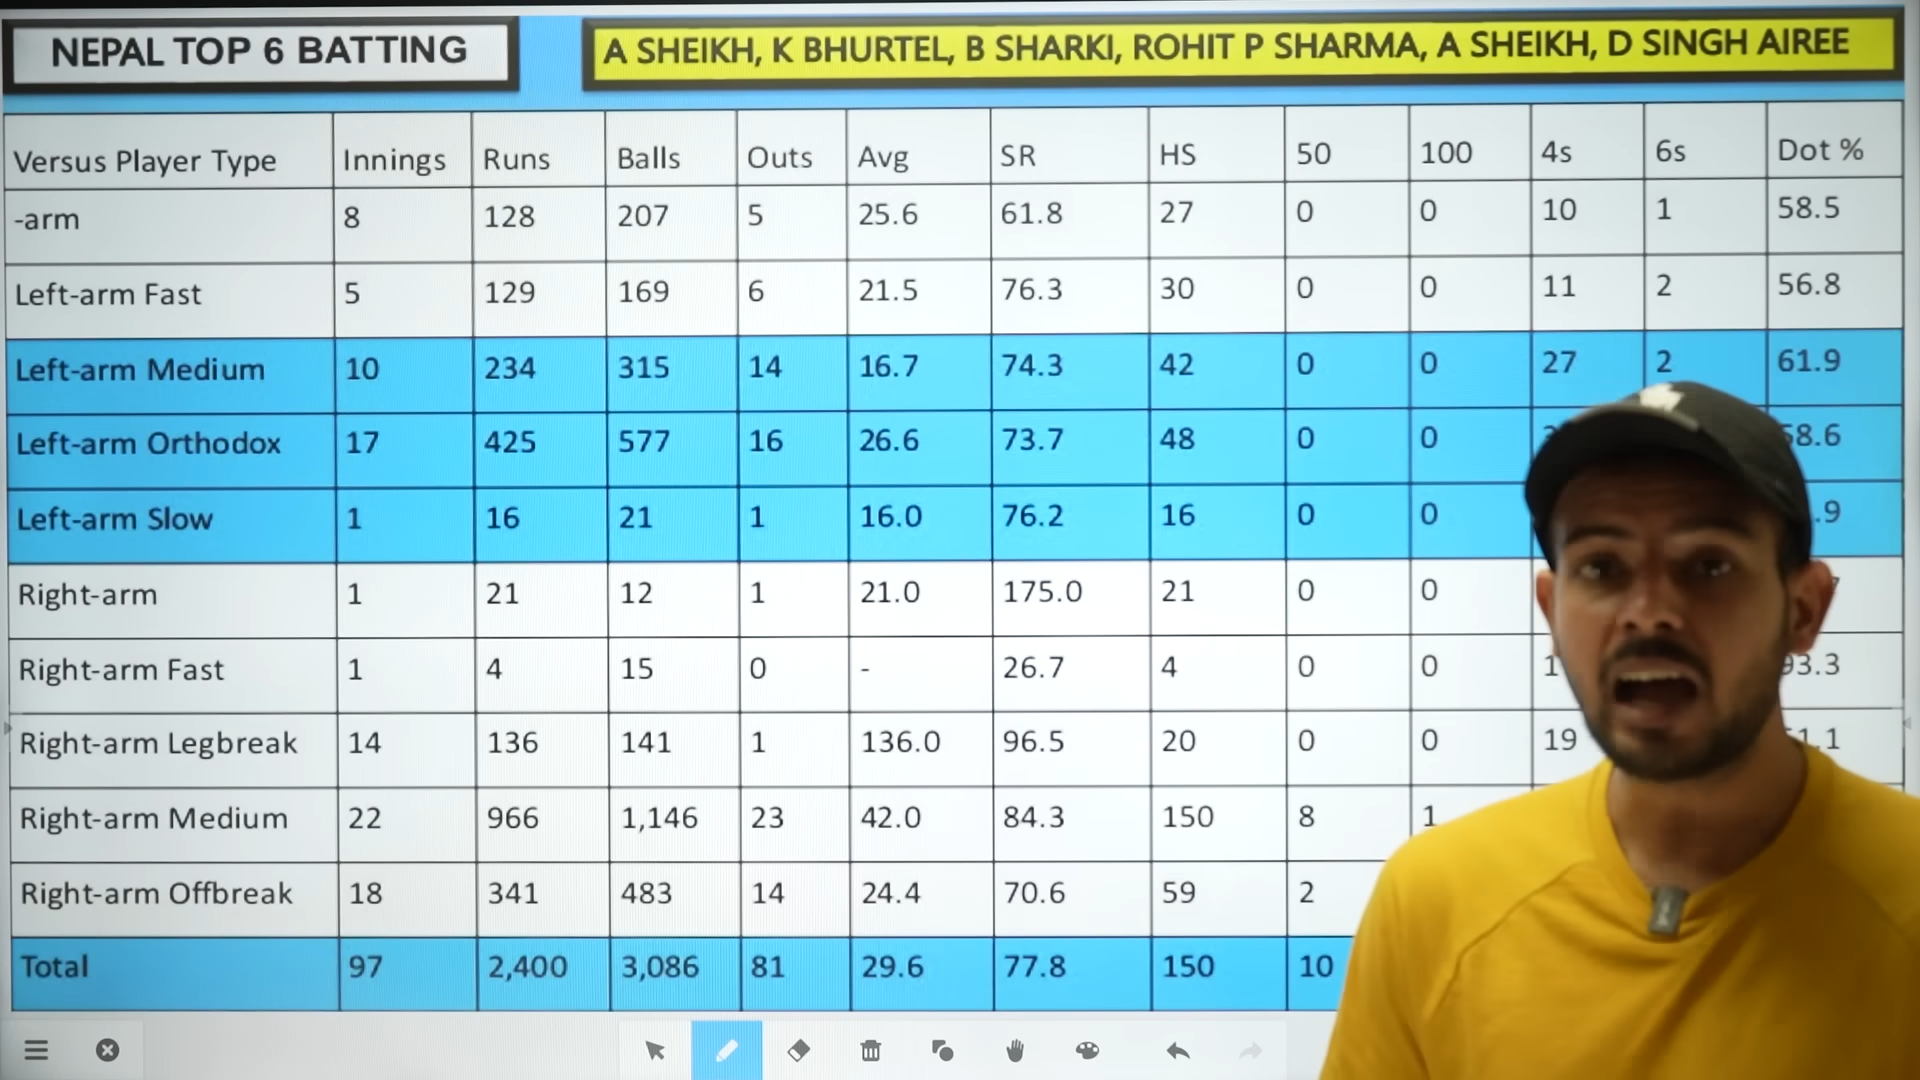 NEPAL TOP 6 BATTING
A SHEIKH, K BHURTEL, B SHARKI, ROHIT P SHARMA, A SHEIKH, D SINGH AIREE
Versus Player Type Innings Runs Balls Outs Avg SR HS 50 100 4s 6s Dot %
-arm 8 128 207 5 25.6 61.8 27 0 0 10 1 58.5
Left-arm Fast 5 129 169 6 21.5 76.3 30 0 0 11 2 56.8
Left-arm Medium 10 234 315 14 16.7 74.3 42 0 0 27 2 61.9
Left-arm Orthodox 17 425 577 16 26.6 73.7 48 0 0 58.6
Left-arm Slow 1 16 21 1 16.0 76.2 16 0 0 .9
Right-arm 1 21 12 1 21.0 175.0 21 0 0
Right-arm Fast 1 4 15 0 - 26.7 4 0 0 1 93.3
Right-arm Legbreak 14 136 141 1 136.0 96.5 20 0 0 19 1.1
Right-arm Medium 22 966 1,146 23 42.0 84.3 150 8 1
Right-arm Offbreak 18 341 483 14 24.4 70.6 59 2
Total 97 2,400 3,086 81 29.6 77.8 150 10